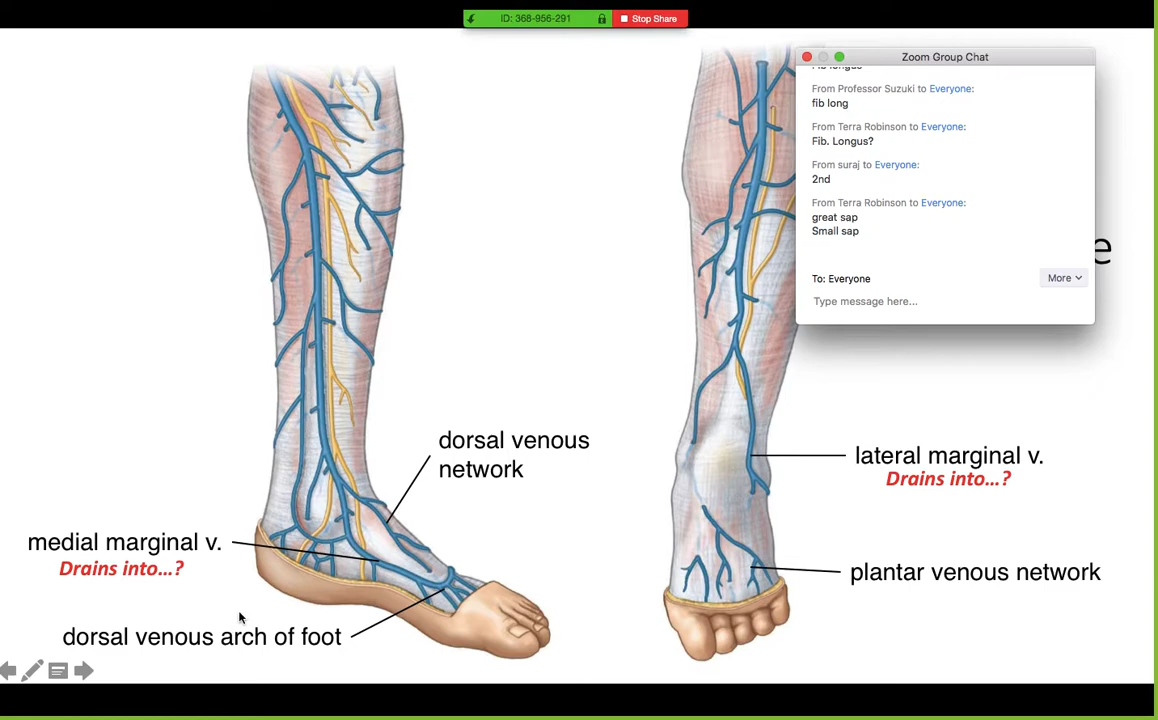 ID: 368-956-291
Stop Share
Zoom Group Chat
Fib longus
From Professor Suzuki to Everyone:
fib long
From Terra Robinson to Everyone:
Fib. Longus?
From suraj to Everyone:
2nd
From Terra Robinson to Everyone:
great sap
Small sap
To: Everyone
More
Type message here...
e
dorsal venous
network
lateral marginal v.
Drains into...?
medial marginal v.
Drains into...?
plantar venous network
dorsal venous arch of foot